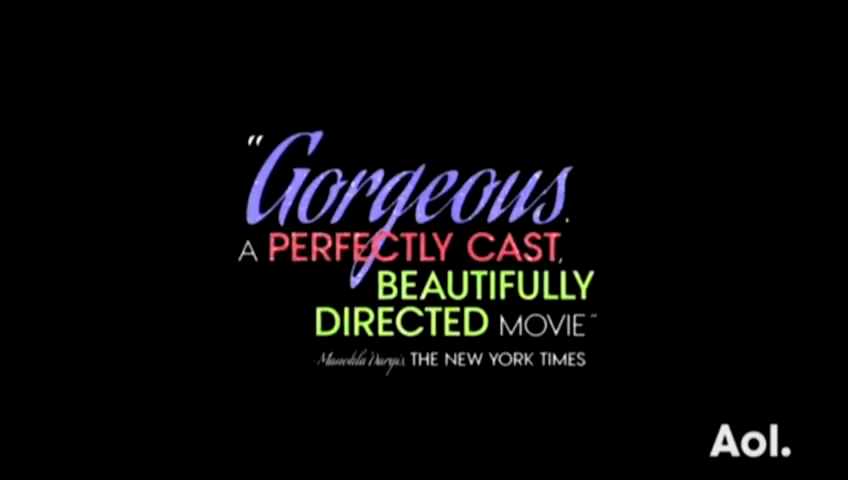 "Gorgeous.
A PERFECTLY CAST,
BEAUTIFULLY
DIRECTED MOVIE"
-Manohla Dargis, THE NEW YORK TIMES
Aol.